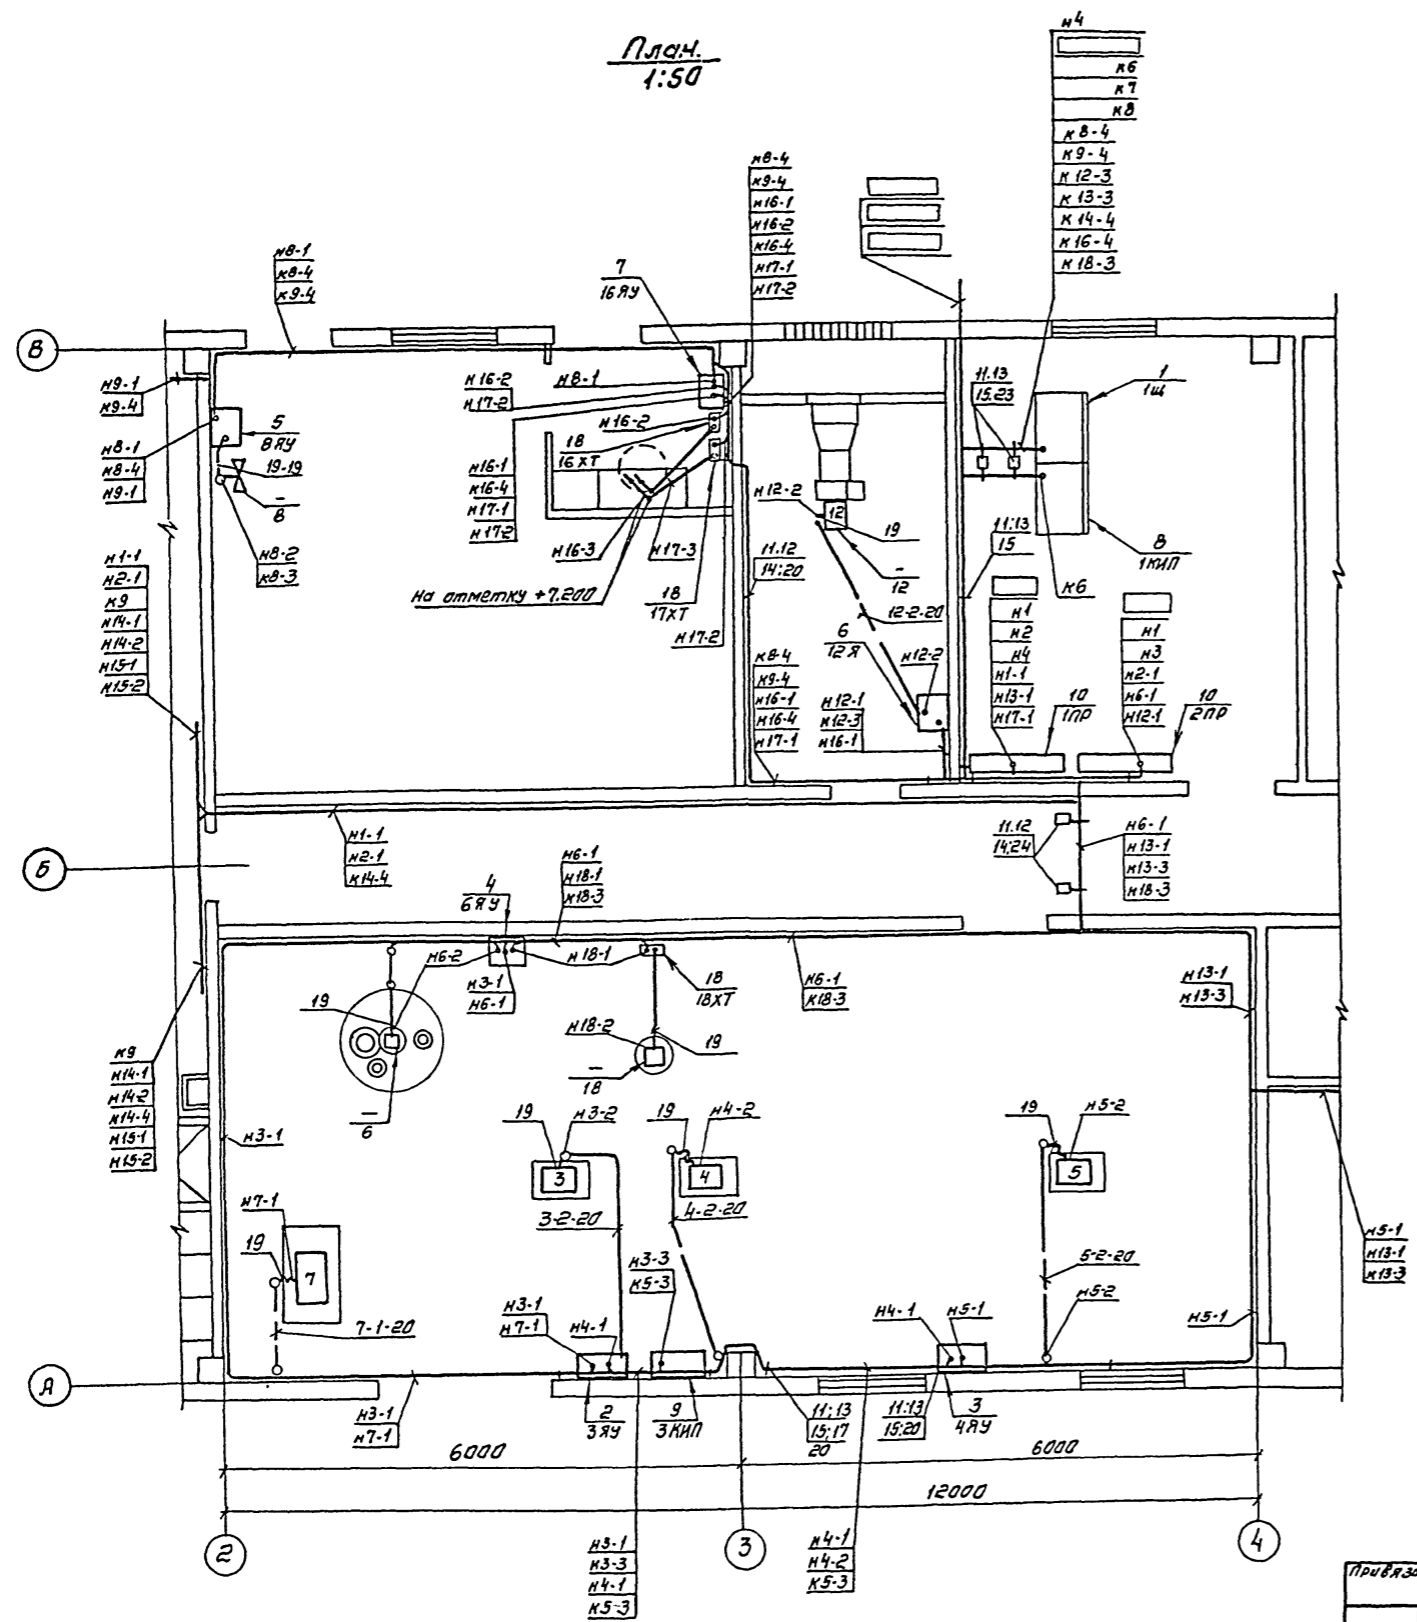 План.
1:50
н4
к6
к7
к8
к8-4
к9-4
к12-3
к13-3
к14-4
к16-4
к18-3
к8-4
к9-4
н16-1
н16-2
к16-4
н17-1
н17-2
н8-1
к8-4
к9-4
7
16ЯУ
В
н9-1
к9-4
н16-2
н17-2
н8-1
11.13
15.23
1
1щ
5
8ЯУ
н16-2
18
16ХТ
н8-1
н8-4
н9-1
19-19
–
8
н16-1
к16-4
н17-1
н17-2
н12-2
12
19
11:13
15
8
1КИП
н8-2
к8-3
н16-3
н17-3
11.12
14:20
–
12
к6
На отметку +7.200
18
17ХТ
12-2-20
н1-1
н2-1
к9
н14-1
н14-2
н15-1
н15-2
н17-2
6
12Я
н12-2
н1
н2
н4
н1-1
н13-1
н17-1
н1
н3
н2-1
н6-1
н12-1
к8-4
к9-4
н16-1
н16-4
н17-1
н12-1
к12-3
н16-1
10
1ПР
10
2ПР
Б
н1-1
н2-1
к14-4
н6-1
н18-1
к18-3
11.12
14:24
н6-1
н13-1
н13-3
к18-3
4
6ЯУ
н6-2
н3-1
н6-1
н18-1
18
18ХТ
н6-1
к18-3
н13-1
н13-3
19
н18-2
19
–
18
–
6
к9
н14-1
н14-2
н14-4
н15-1
н15-2
н3-1
19
н3-2
19
н4-2
19
н5-2
3
4
5
н7-1
19
7
3-2-20
4-2-20
н3-3
к5-3
5-2-20
н5-1
н13-1
к13-3
7-1-20
н3-1
н7-1
н4-1
н4-1
н5-1
н5-2
н5-1
А
н3-1
н7-1
2
3ЯУ
9
3КИП
11;13
15;17
20
11:13
15:20
3
4ЯУ
6000
6000
12000
2
3
4
н3-1
н3-3
н4-1
к5-3
н4-1
н4-2
к5-3